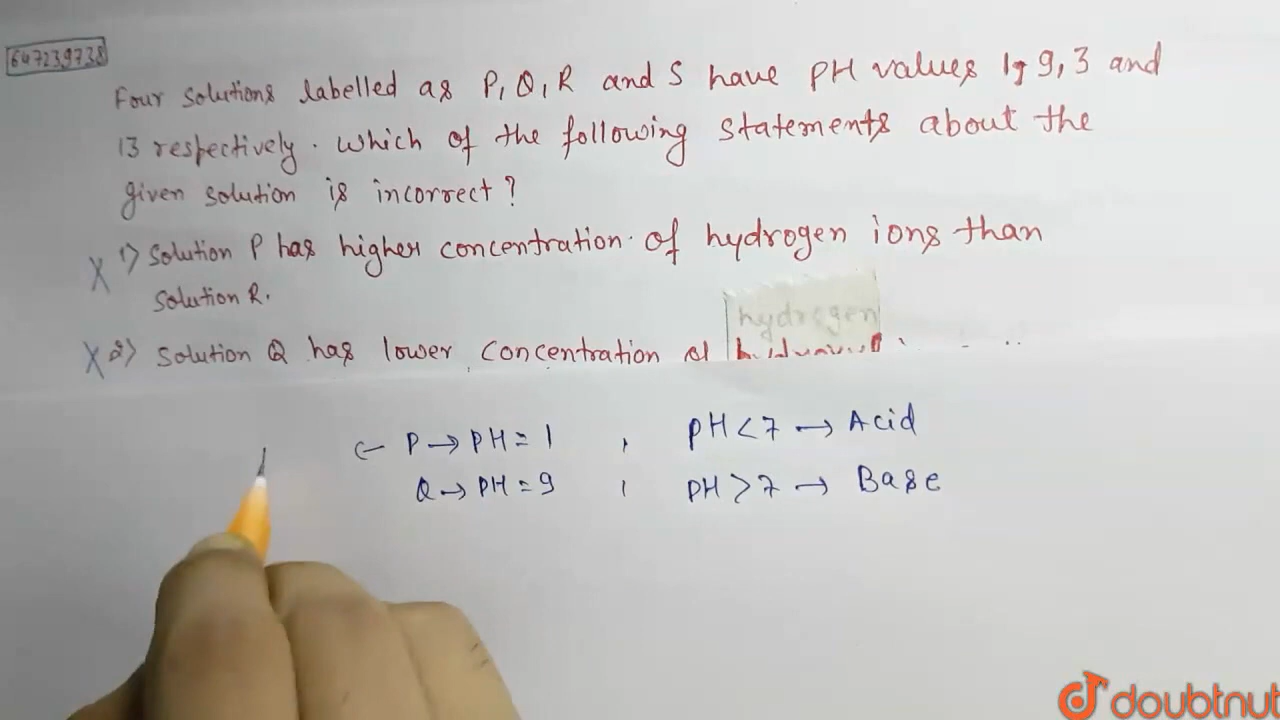 647239738
Four solutions labelled as P, Q, R and S have pH values 1, 9, 3 and
13 respectively. which of the following statements about the
given solution is incorrect?
X 1) Solution P has higher concentration of hydrogen ions than
Solution R.
hydrogen
X 2) Solution Q has lower concentration of
← P → pH = 1 , pH < 7 → Acid
Q → pH = 9 , pH > 7 → Base
doubtnut